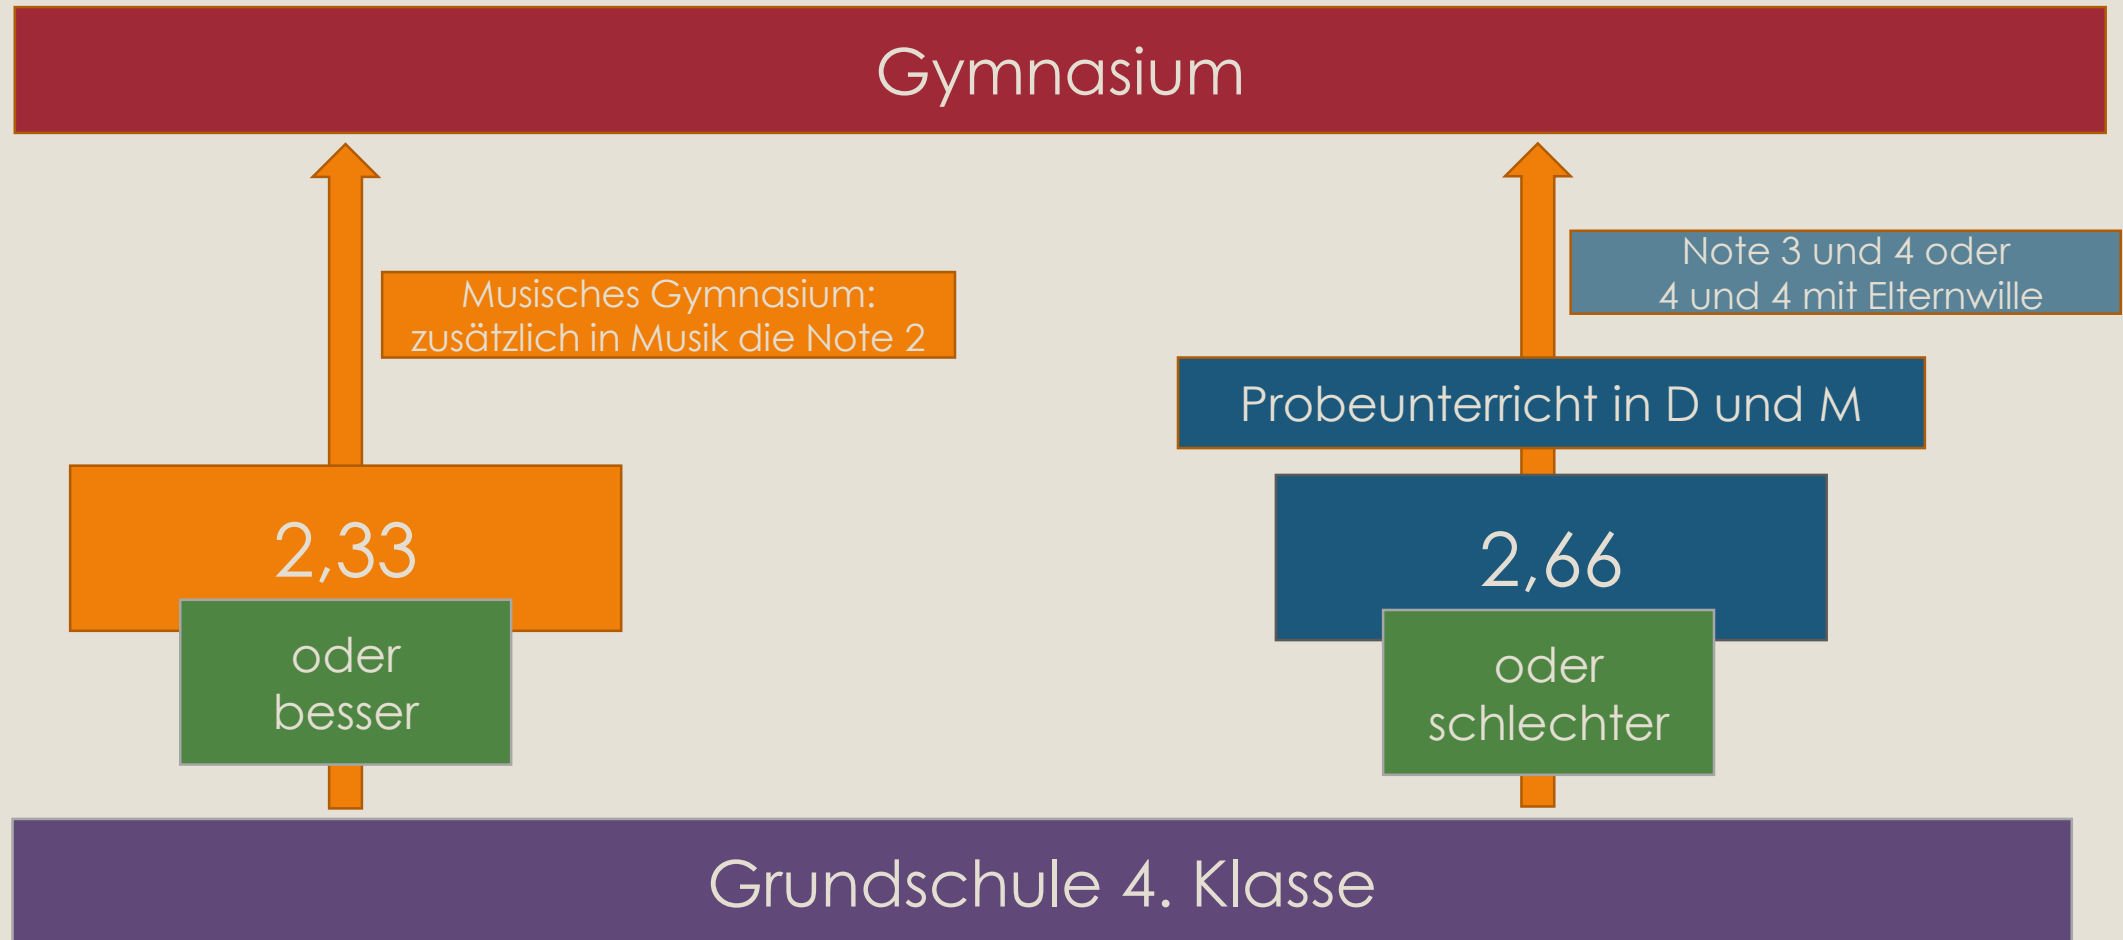 Gymnasium
Musisches Gymnasium:
zusätzlich in Musik die Note 2
Note 3 und 4 oder
4 und 4 mit Elternwille
Probeunterricht in D und M
2,33
oder
besser
2,66
oder
schlechter
Grundschule 4. Klasse